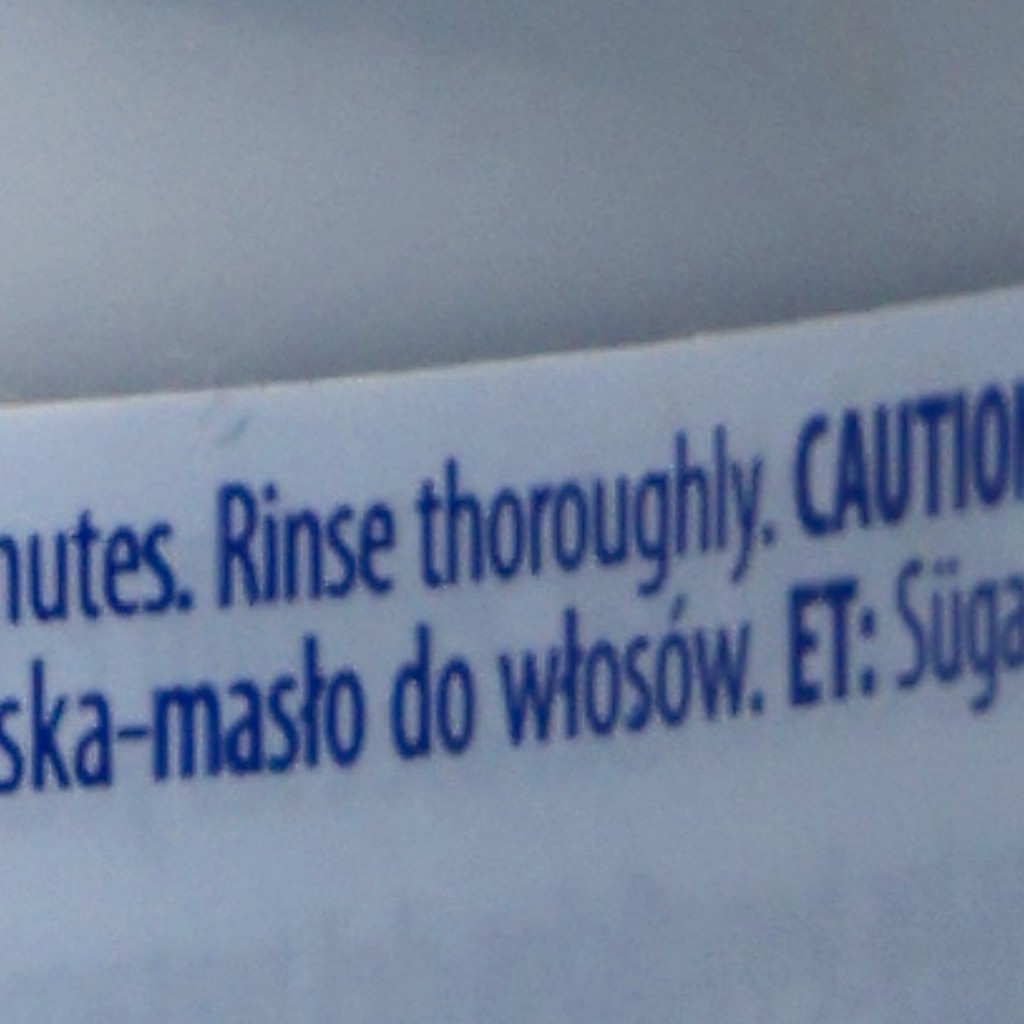 nutes. Rinse thoroughly. CAUTION
ska-masło do włosów. ET: Süga